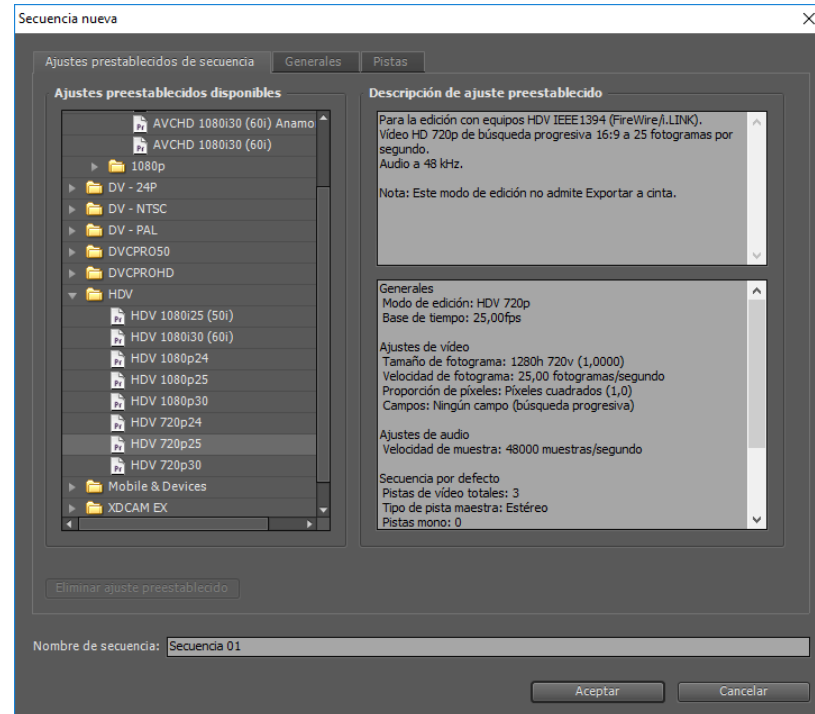 Secuencia nueva
Ajustes prestablecidos de secuencia
Generales
Pistas
Ajustes preestablecidos disponibles
AVCHD 1080i30 (60i) Anamo
AVCHD 1080i30 (60i)
1080p
DV - 24P
DV - NTSC
DV - PAL
DVCPRO50
DVCPROHD
HDV
HDV 1080i25 (50i)
HDV 1080i30 (60i)
HDV 1080p24
HDV 1080p25
HDV 1080p30
HDV 720p24
HDV 720p25
HDV 720p30
Mobile & Devices
XDCAM EX
Descripción de ajuste preestablecido
Para la edición con equipos HDV IEEE1394 (FireWire/i.LINK).
Vídeo HD 720p de búsqueda progresiva 16:9 a 25 fotogramas por
segundo.
Audio a 48 kHz.
Nota: Este modo de edición no admite Exportar a cinta.
Generales
Modo de edición: HDV 720p
Base de tiempo: 25,00fps
Ajustes de vídeo
Tamaño de fotograma: 1280h 720v (1,0000)
Velocidad de fotograma: 25,00 fotogramas/segundo
Proporción de píxeles: Píxeles cuadrados (1,0)
Campos: Ningún campo (búsqueda progresiva)
Ajustes de audio
Velocidad de muestra: 48000 muestras/segundo
Secuencia por defecto
Pistas de vídeo totales: 3
Tipo de pista maestra: Estéreo
Pistas mono: 0
Eliminar ajuste preestablecido
Nombre de secuencia: Secuencia 01
Aceptar
Cancelar